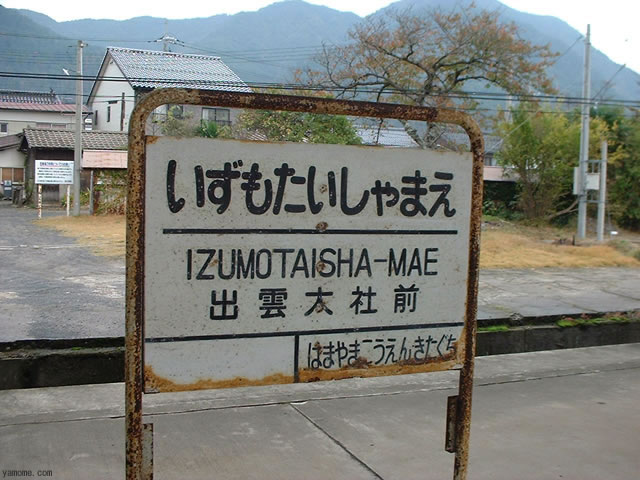 いずもたいしゃまえ
IZUMOTAISHA-MAE
出雲大社前
はまやまこうえんきたぐち
yamome.com